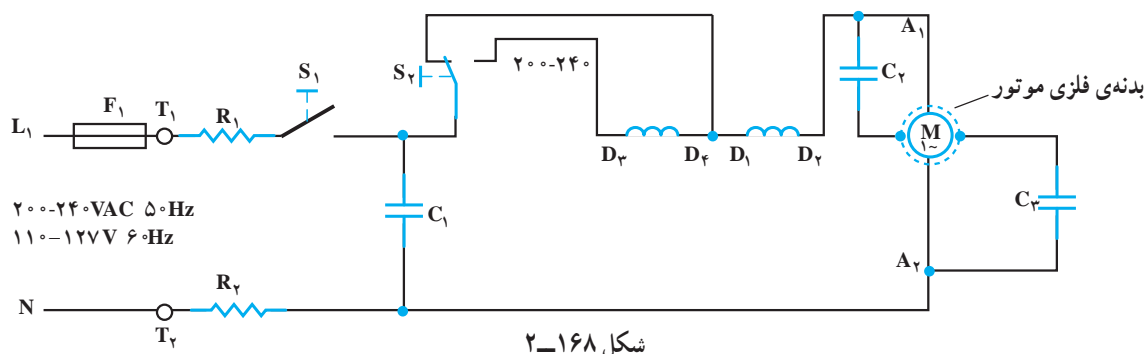 A۱
C۲
بدنه‌ی فلزی موتور
۲۰۰-۲۴۰
S۲
S۱
F۱
T۱
R۱
L۱
M
۱~
D۳
D۴
D۱
D۲
C۳
۲۰۰-۲۴۰VAC ۵۰Hz
۱۱۰–۱۲۷V ۶۰Hz
C۱
A۲
R۲
N
T۲
شکل ۱۶۸ــ۲